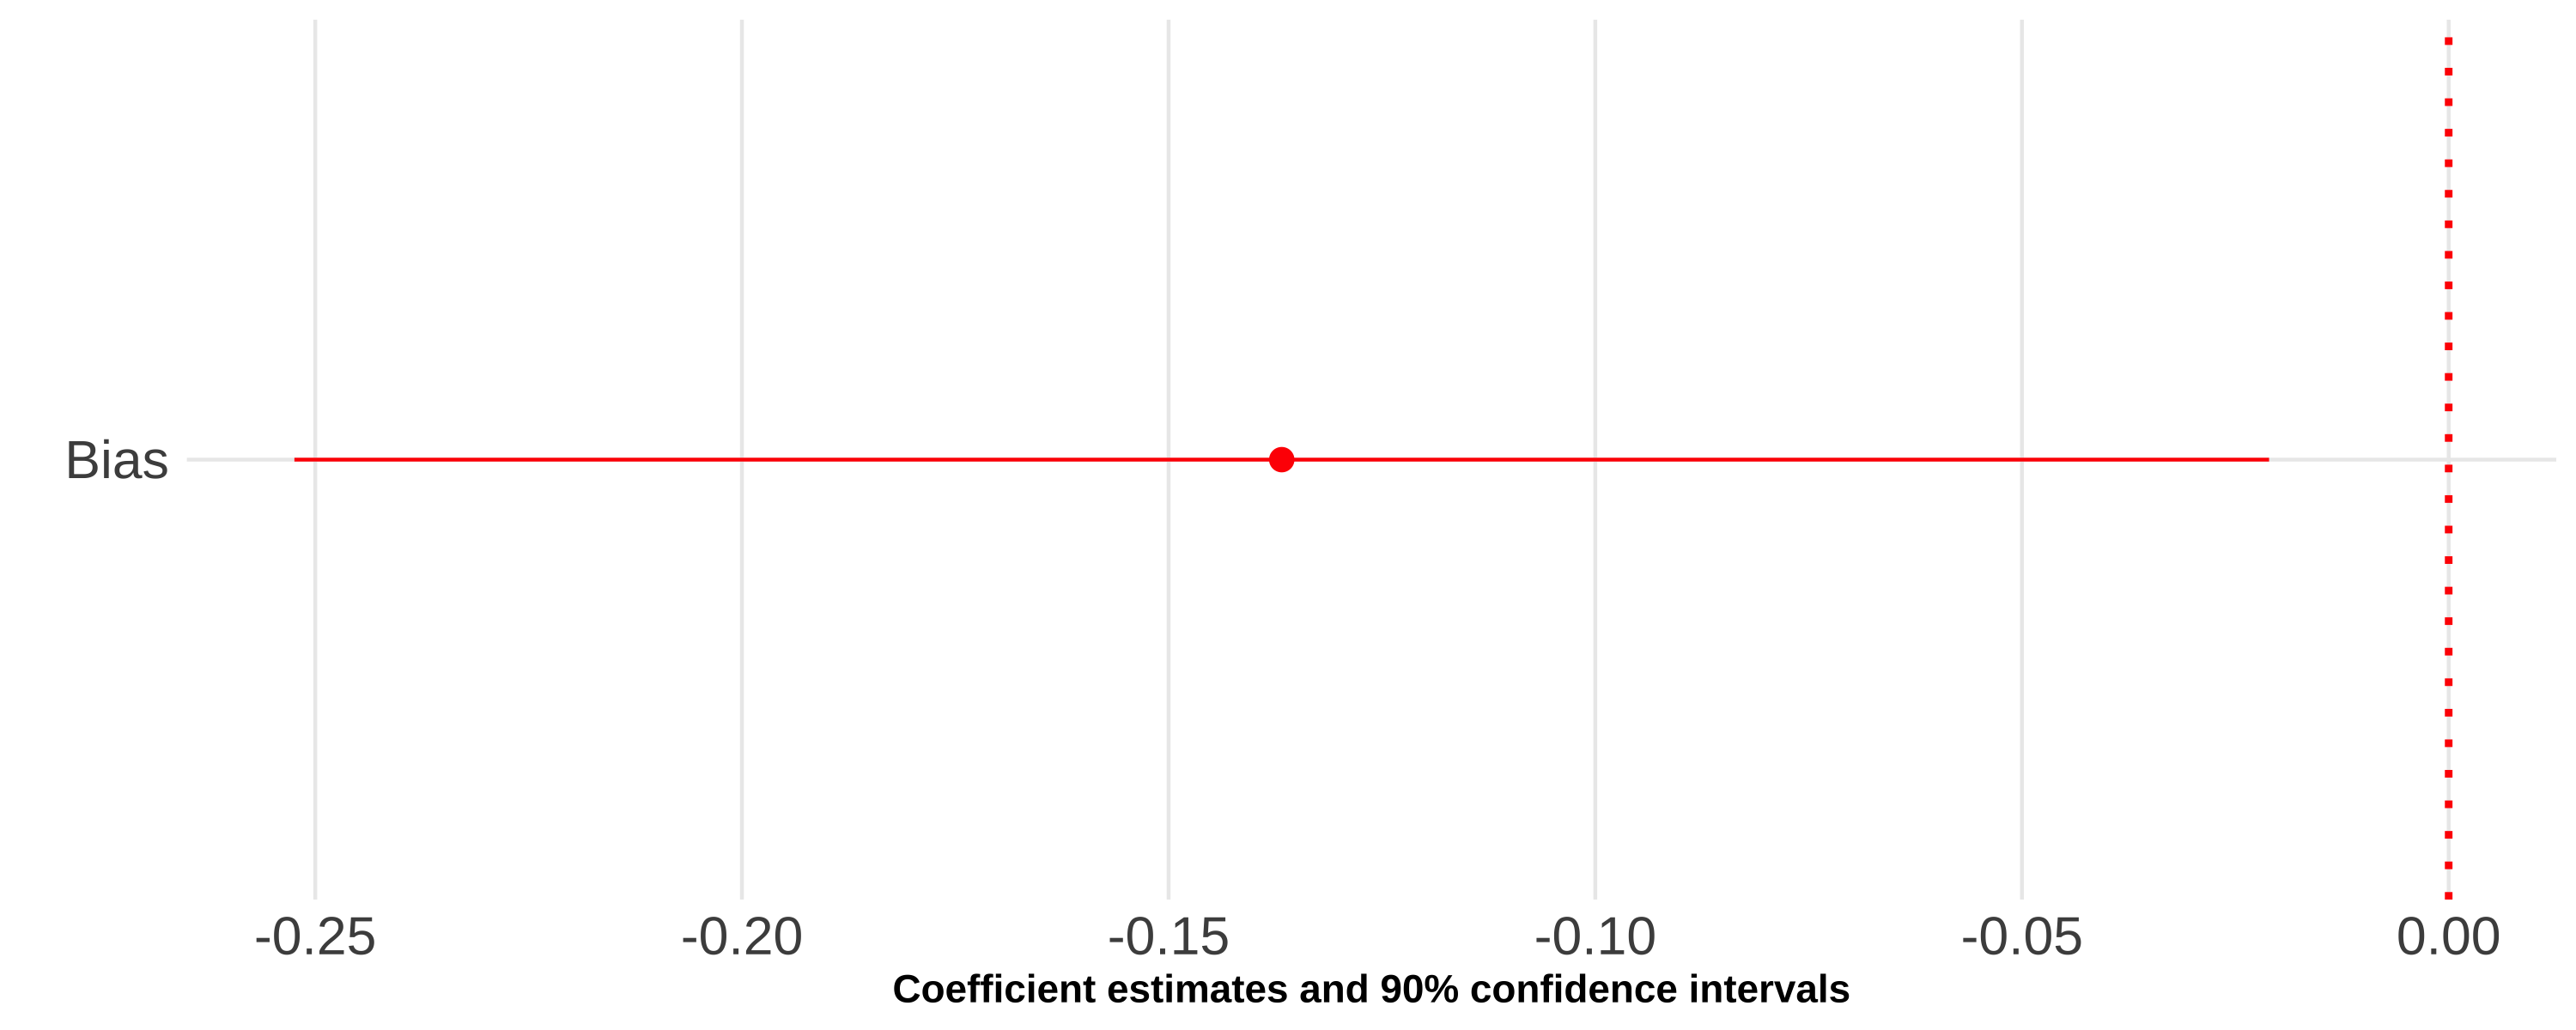 Bias
-0.25 -0.20 -0.15 -0.10 -0.05 0.00
Coefficient estimates and 90% confidence intervals